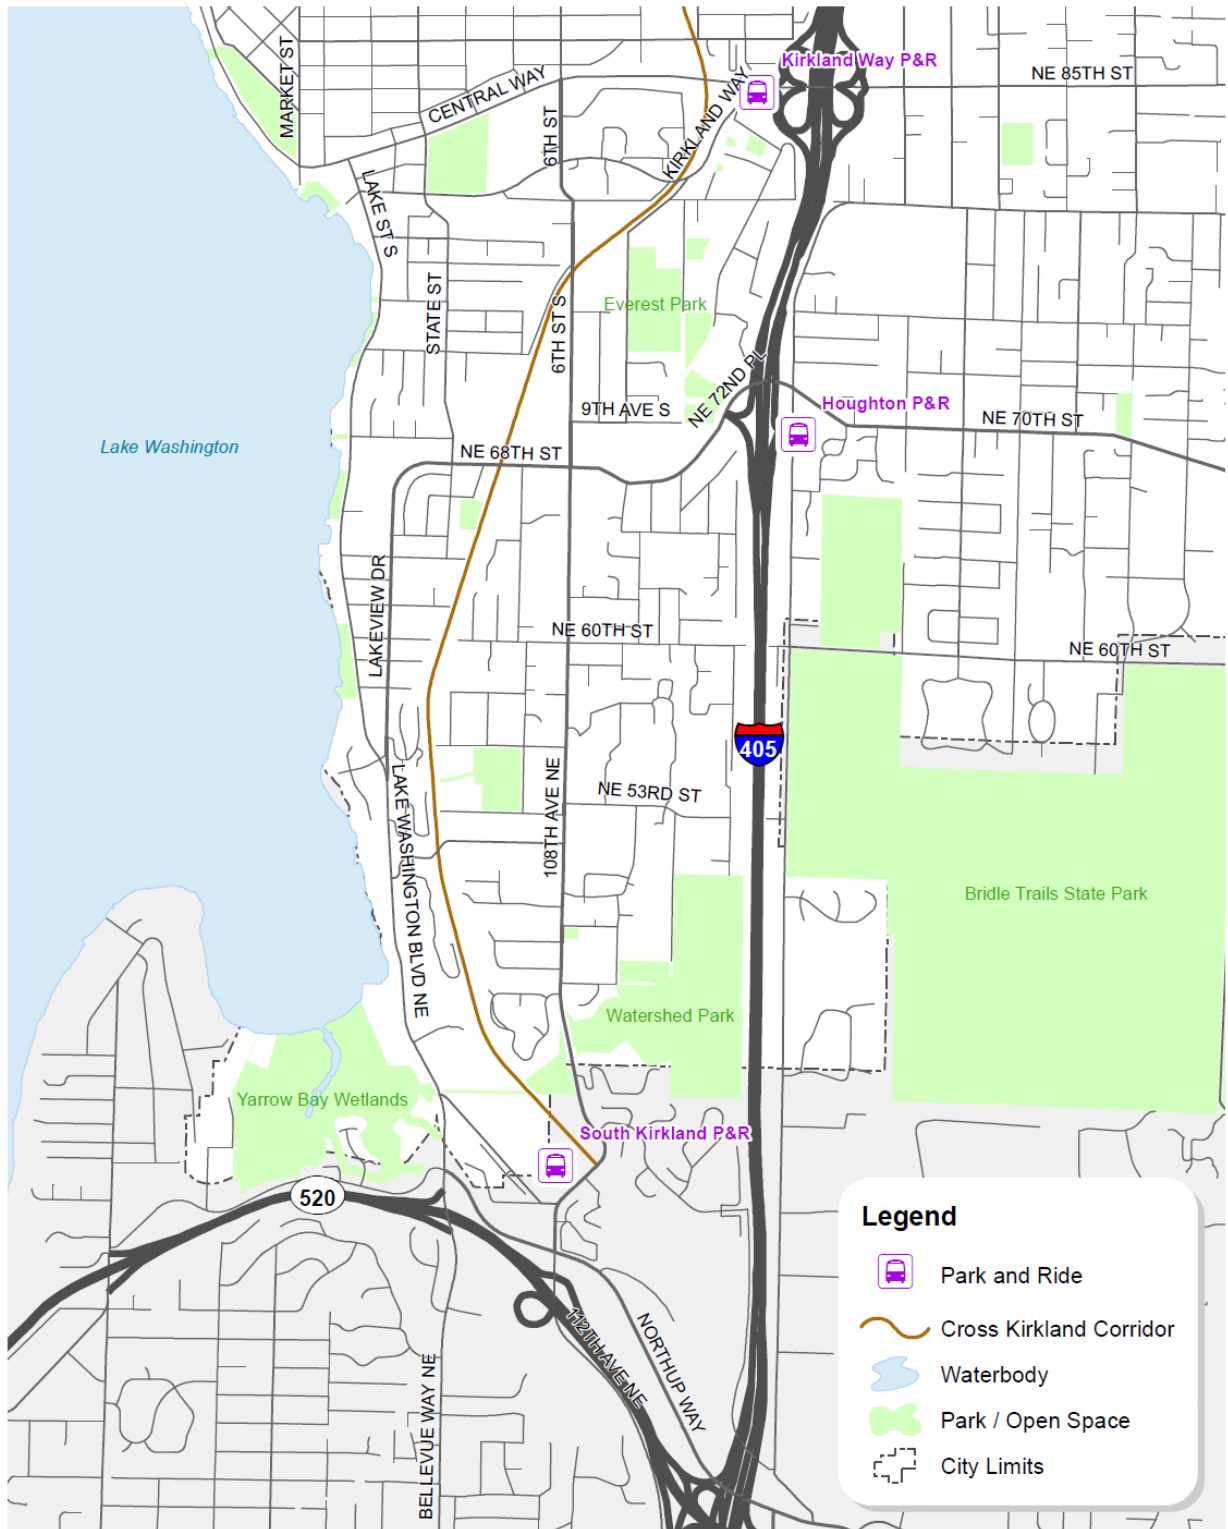 Kirkland Way P&R
NE 85TH ST
MARKET ST
CENTRAL WAY
6TH ST
KIRKLAND WAY
LAKE ST S
STATE ST
6TH ST S
Everest Park
NE 72ND PL
9TH AVE S
Houghton P&R
NE 70TH ST
Lake Washington
NE 68TH ST
LAKEVIEW DR
NE 60TH ST
NE 60TH ST
405
LAKE WASHINGTON BLVD NE
108TH AVE NE
NE 53RD ST
Bridle Trails State Park
Watershed Park
Yarrow Bay Wetlands
South Kirkland P&R
520
112TH AVE NE
NORTHUP WAY
BELLEVUE WAY NE
Legend
Park and Ride
Cross Kirkland Corridor
Waterbody
Park / Open Space
City Limits